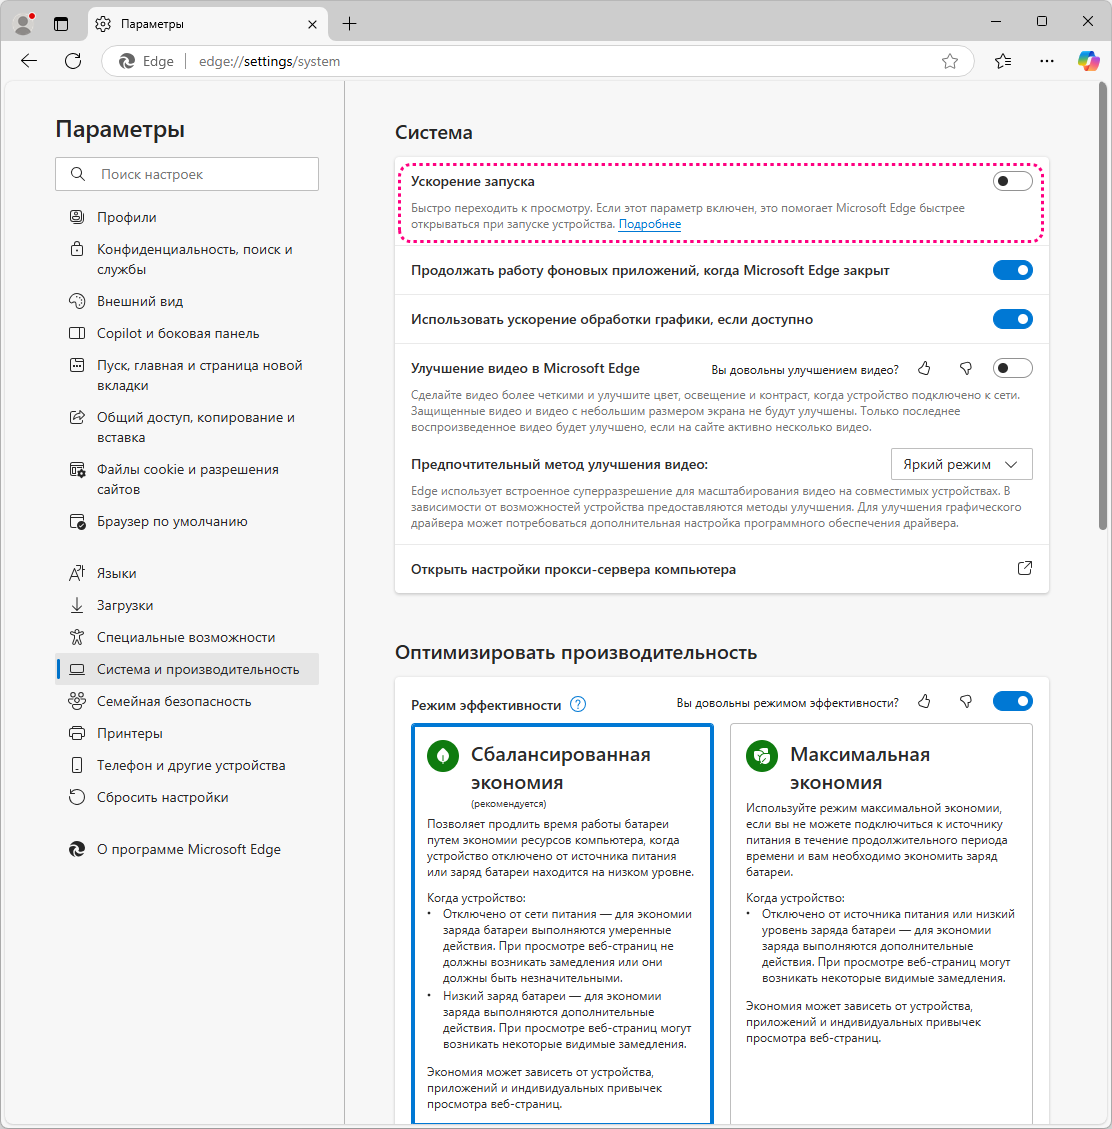 Параметры
Edge
edge://settings/system
Параметры
Поиск настроек
Профили
Конфиденциальность, поиск и
службы
Внешний вид
Copilot и боковая панель
Пуск, главная и страница новой
вкладки
Общий доступ, копирование и
вставка
Файлы cookie и разрешения
сайтов
Браузер по умолчанию
Языки
Загрузки
Специальные возможности
Система и производительность
Семейная безопасность
Принтеры
Телефон и другие устройства
Сбросить настройки
О программе Microsoft Edge
Система
Ускорение запуска
Быстро переходить к просмотру. Если этот параметр включен, это помогает Microsoft Edge быстрее
открываться при запуске устройства. Подробнее
Продолжать работу фоновых приложений, когда Microsoft Edge закрыт
Использовать ускорение обработки графики, если доступно
Улучшение видео в Microsoft Edge
Вы довольны улучшением видео?
Сделайте видео более четкими и улучшите цвет, освещение и контраст, когда устройство подключено к сети.
Защищенные видео и видео с небольшим размером экрана не будут улучшены. Только последнее
воспроизведенное видео будет улучшено, если на сайте активно несколько видео.
Предпочтительный метод улучшения видео:
Яркий режим
Edge использует встроенное суперразрешение для масштабирования видео на совместимых устройствах. В
зависимости от возможностей устройства предоставляются методы улучшения. Для улучшения графического
драйвера может потребоваться дополнительная настройка программного обеспечения драйвера.
Открыть настройки прокси-сервера компьютера
Оптимизировать производительность
Режим эффективности
?
Вы довольны режимом эффективности?
Сбалансированная
экономия
(рекомендуется)
Позволяет продлить время работы батареи
путем экономии ресурсов компьютера, когда
устройство отключено от источника питания
или заряд батареи находится на низком уровне.
Когда устройство:
• Отключено от сети питания — для экономии
заряда батареи выполняются умеренные
действия. При просмотре веб-страниц не
должны возникать замедления или они
должны быть незначительными.
• Низкий заряд батареи — для экономии
заряда выполняются дополнительные
действия. При просмотре веб-страниц могут
возникать некоторые видимые замедления.
Экономия может зависеть от устройства,
приложений и индивидуальных привычек
просмотра веб-страниц.
Максимальная
экономия
Используйте режим максимальной экономии,
если вы не можете подключиться к источнику
питания в течение продолжительного периода
времени и вам необходимо экономить заряд
батареи.
Когда устройство:
• Отключено от источника питания или низкий
уровень заряда батареи — для экономии
заряда выполняются дополнительные
действия. При просмотре веб-страниц могут
возникать некоторые видимые замедления.
Экономия может зависеть от устройства,
приложений и индивидуальных привычек
просмотра веб-страниц.